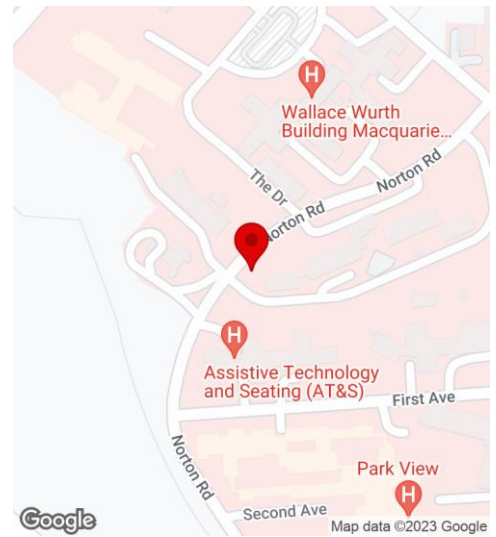 H
Wallace Wurth
Building Macquarie...
The Dr
Norton Rd
Norton Rd
H
Assistive Technology
and Seating (AT&S)
First Ave
Norton Rd
Park View
H
Second Ave
Google
Map data ©2023 Google